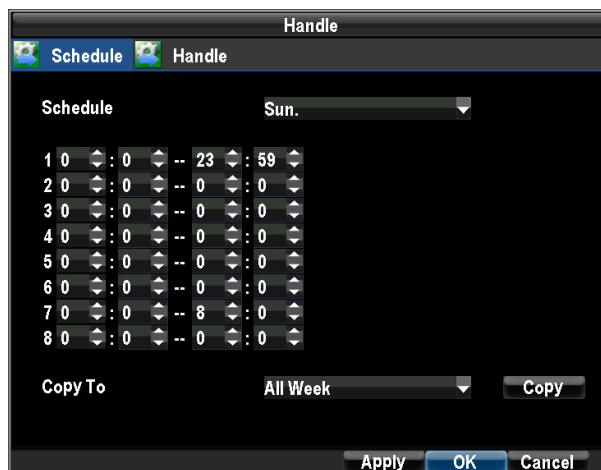 Handle
Schedule Handle
Schedule Sun.
1 0 : 0 -- 23 : 59
2 0 : 0 -- 0 : 0
3 0 : 0 -- 0 : 0
4 0 : 0 -- 0 : 0
5 0 : 0 -- 0 : 0
6 0 : 0 -- 0 : 0
7 0 : 0 -- 8 : 0
8 0 : 0 -- 0 : 0
Copy To All Week Copy
Apply OK Cancel